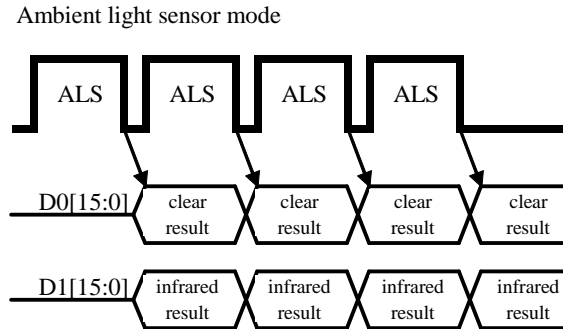 Ambient light sensor mode
ALS ALS ALS ALS
D0[15:0] clear clear clear clear
result result result result
D1[15:0] infrared infrared infrared infrared
result result result result